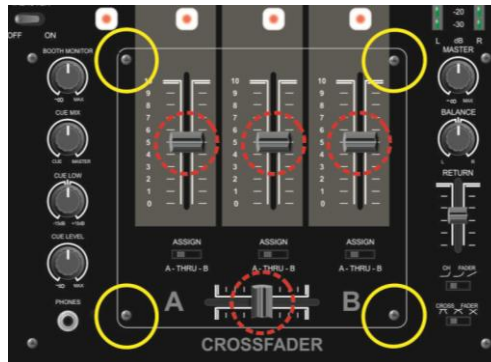 OFF ON
BOOTH MONITOR
-∞ MAX
CUE MIX
CUE MASTER
CUE LOW
CUE LEVEL
-∞ MAX
PHONES
10 10 10
9 9 9
8 8 8
7 7 7
6 6 6
5 5 5
4 4 4
3 3 3
2 2 2
1 1 1
0 0 0
ASSIGN ASSIGN ASSIGN
A - THRU - B A - THRU - B A - THRU - B
A B
CROSSFADER
-20
-30
L dB R
MASTER
-∞ MAX
BALANCE
L R
RETURN
CH FADER
CROSS FADER